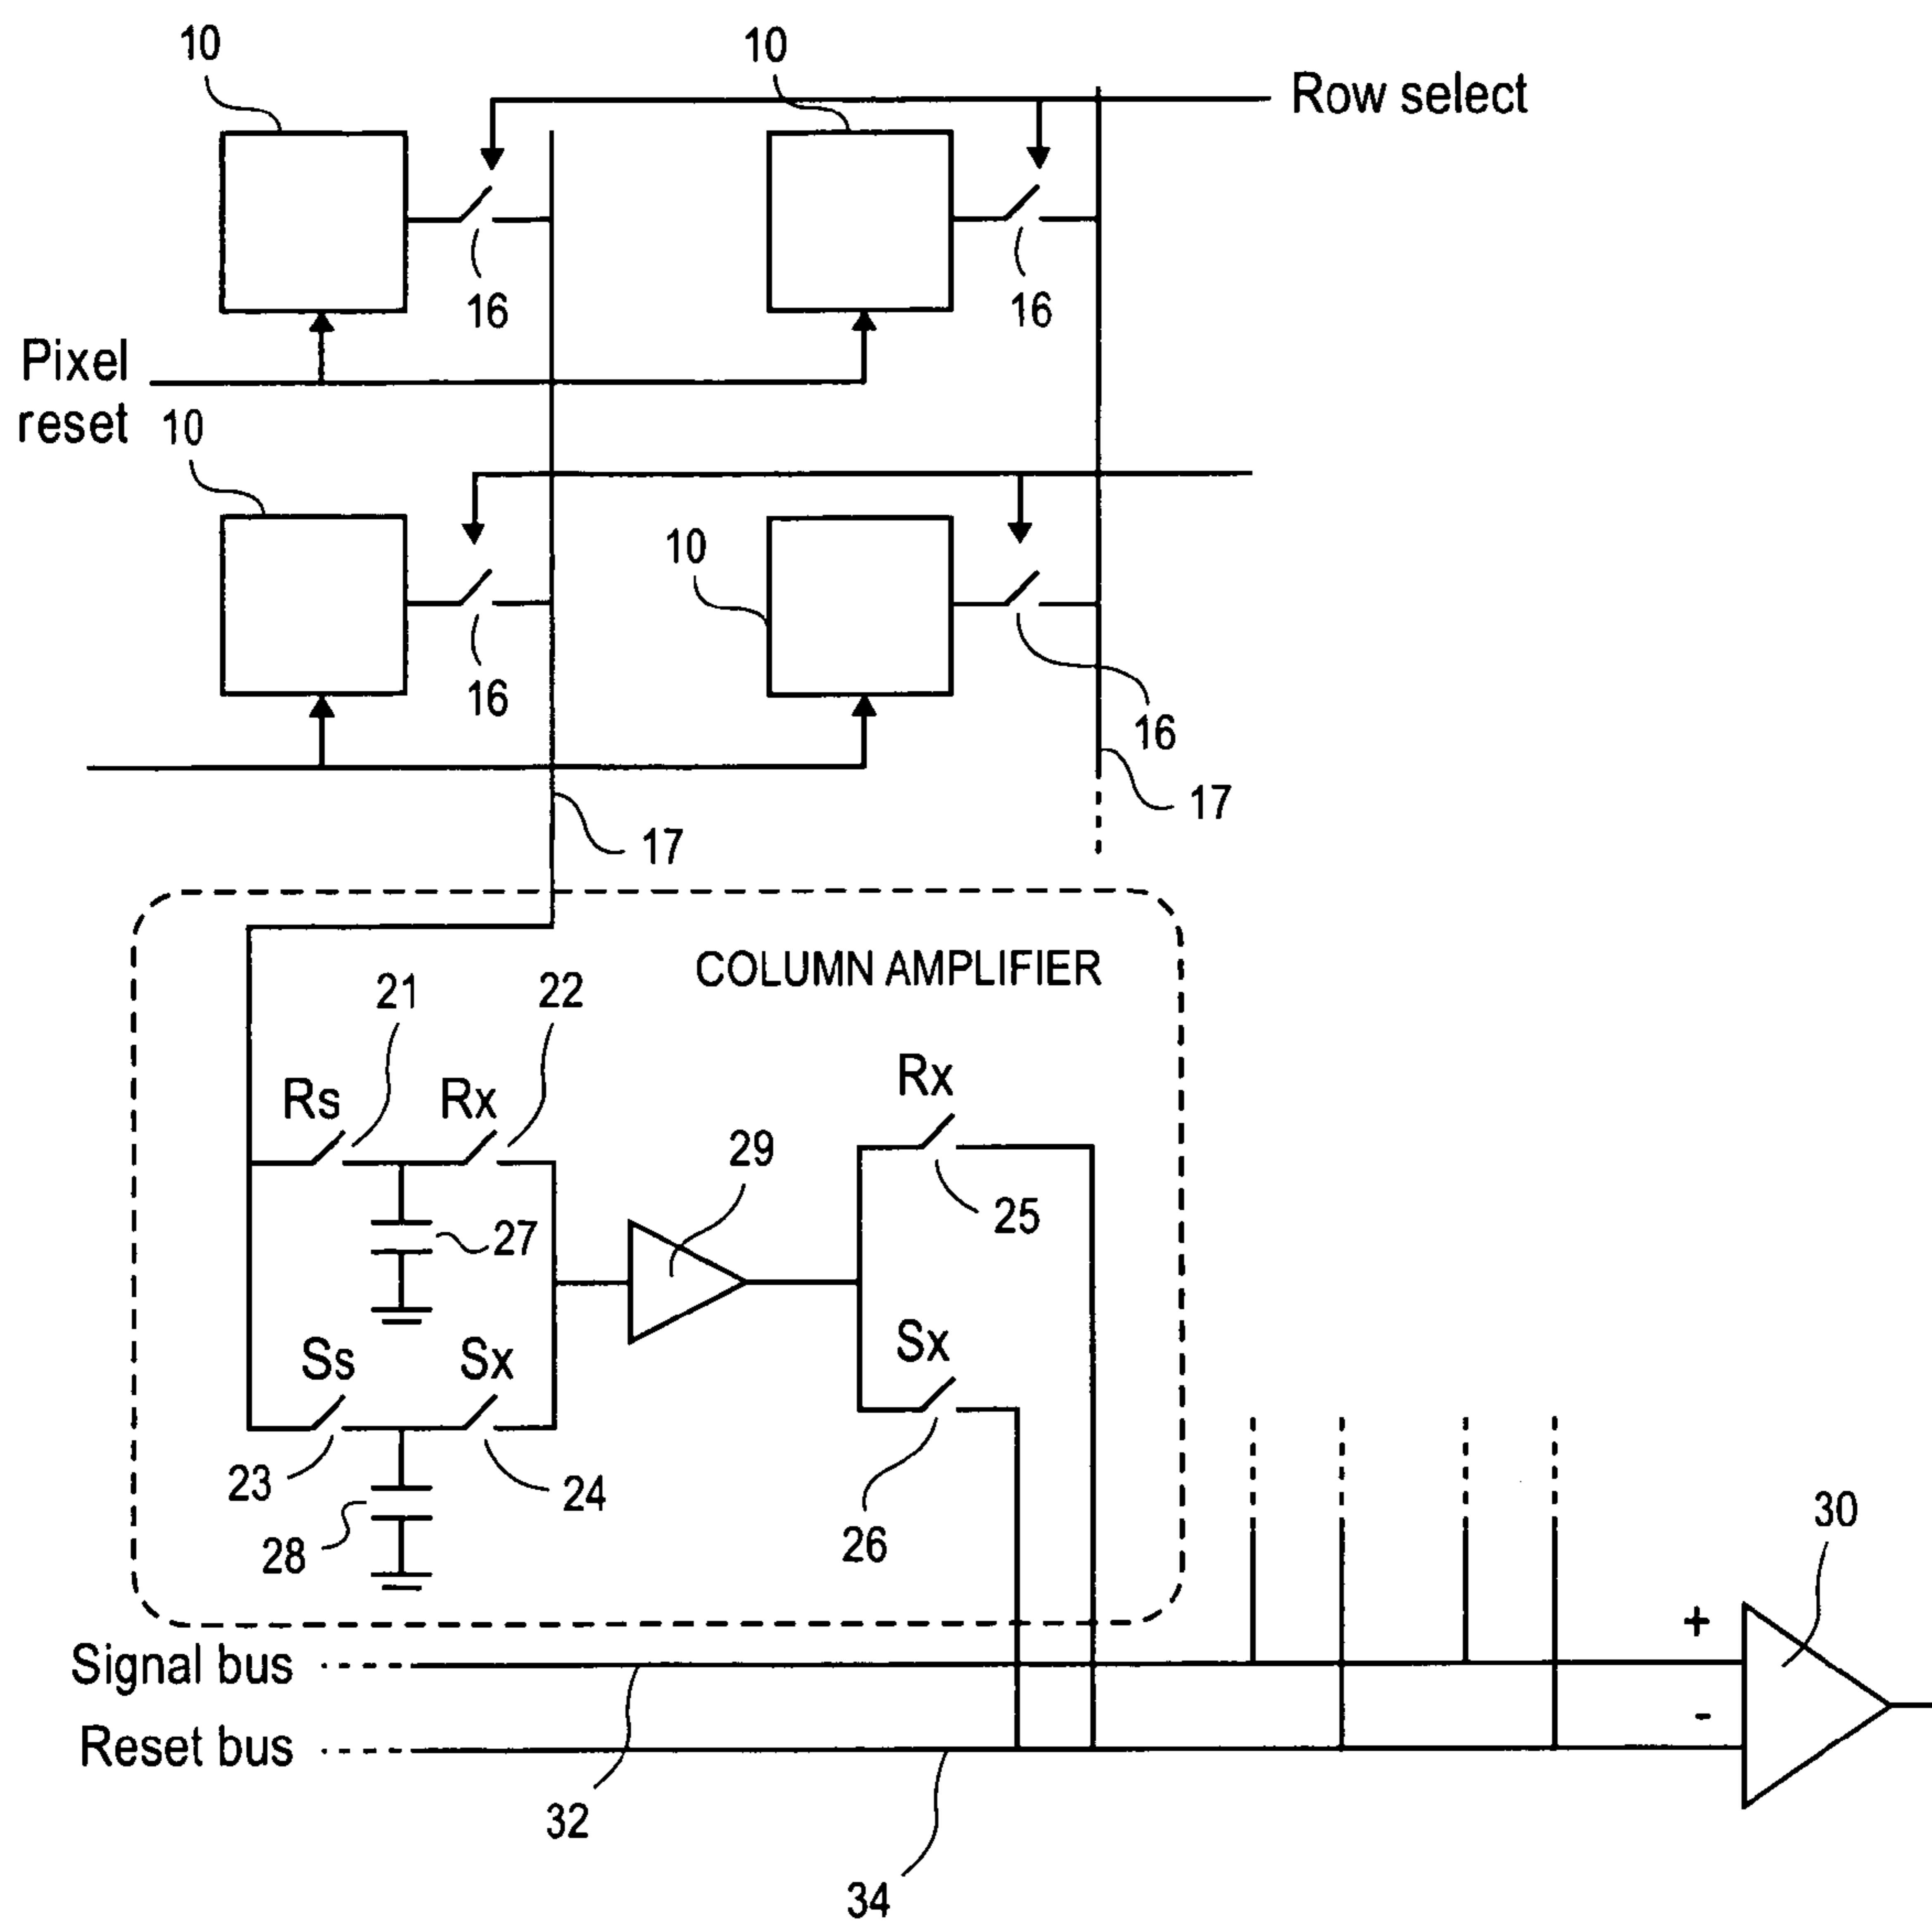 10
10
Row select
16
16
Pixel
reset
10
10
16
16
17
17
COLUMN AMPLIFIER
21
22
Rs
Rx
Rx
29
25
27
Ss
Sx
Sx
23
24
26
28
30
+
Signal bus
-
Reset bus
32
34